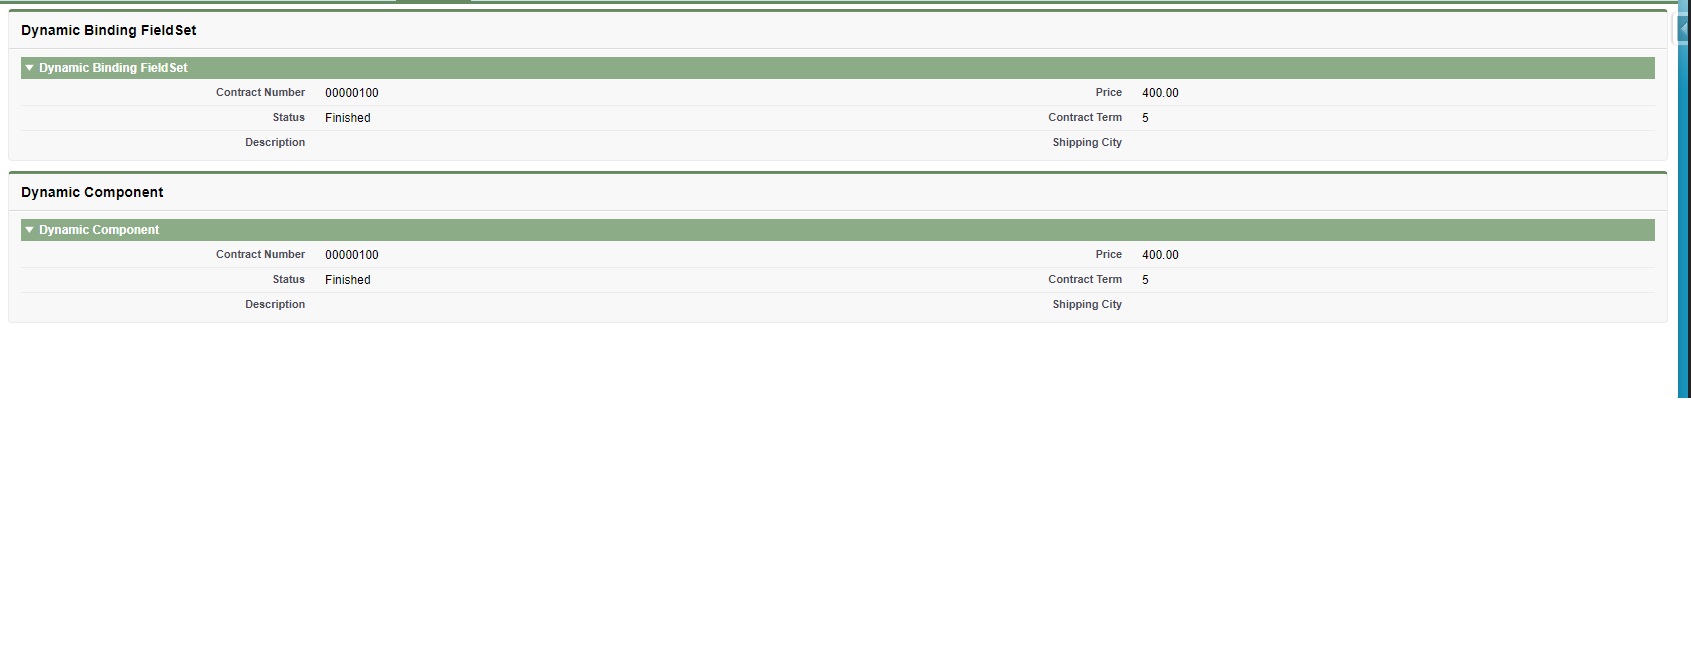 Dynamic Binding FieldSet
Dynamic Binding FieldSet
Contract Number 00000100 Price 400.00
Status Finished Contract Term 5
Description Shipping City
Dynamic Component
Dynamic Component
Contract Number 00000100 Price 400.00
Status Finished Contract Term 5
Description Shipping City